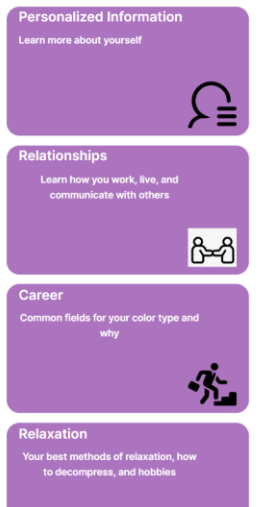 Personalized Information
Learn more about yourself
Relationships
Learn how you work, live, and
communicate with others
Career
Common fields for your color type and
why
Relaxation
Your best methods of relaxation, how
to decompress, and hobbies